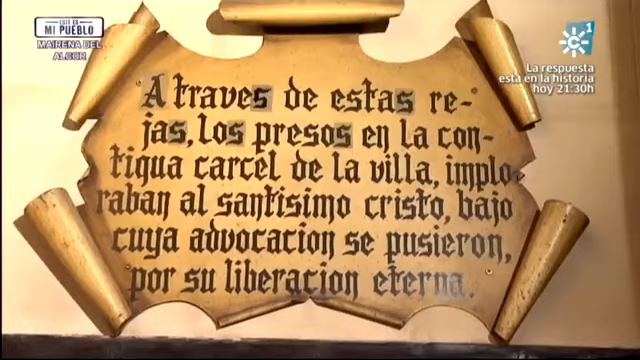 ESTE ES
MI PUEBLO
MAIRENA DEL
ALCOR
1
La respuesta
está en la historia
hoy 21:30h
A traves de estas re-
jas, los presos en la con-
tigua carcel de la villa, implo-
raban al santisimo cristo, bajo
cuya advocacion se pusieron,
por su liberacion eterna.